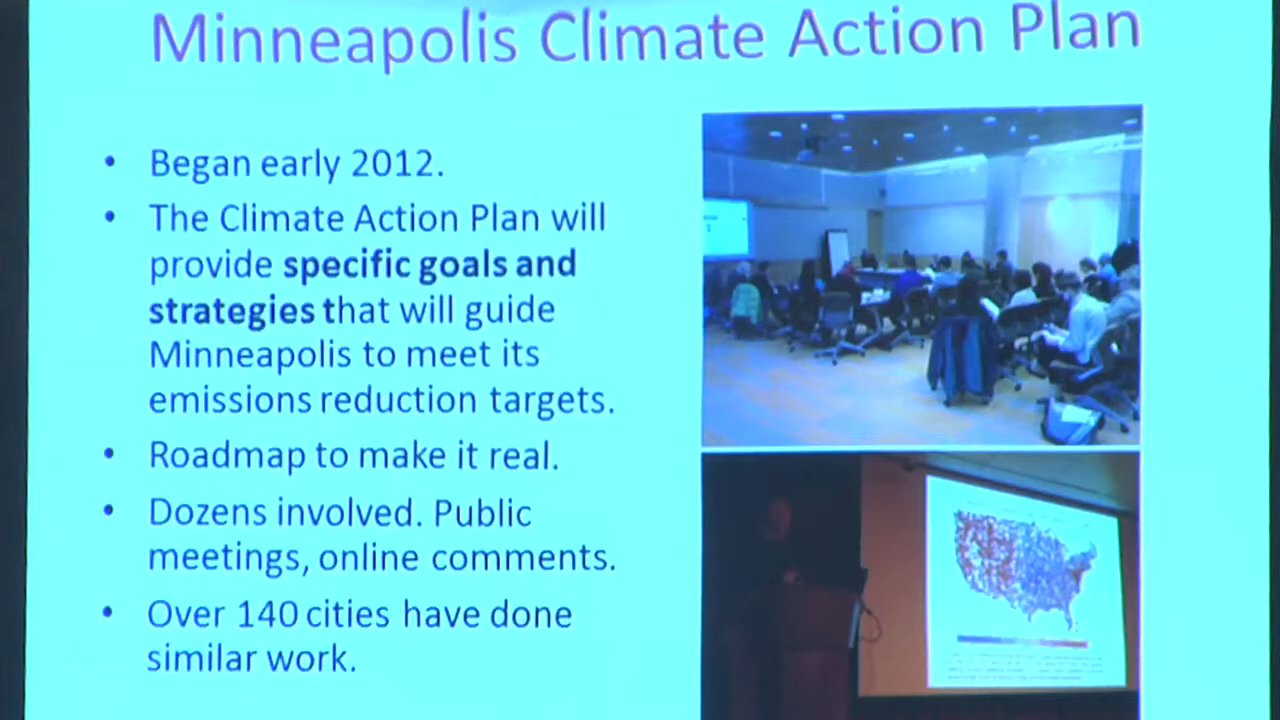 Minneapolis Climate Action Plan
• Began early 2012.
• The Climate Action Plan will
provide specific goals and
strategies that will guide
Minneapolis to meet its
emissions reduction targets.
• Roadmap to make it real.
• Dozens involved. Public
meetings, online comments.
• Over 140 cities have done
similar work.